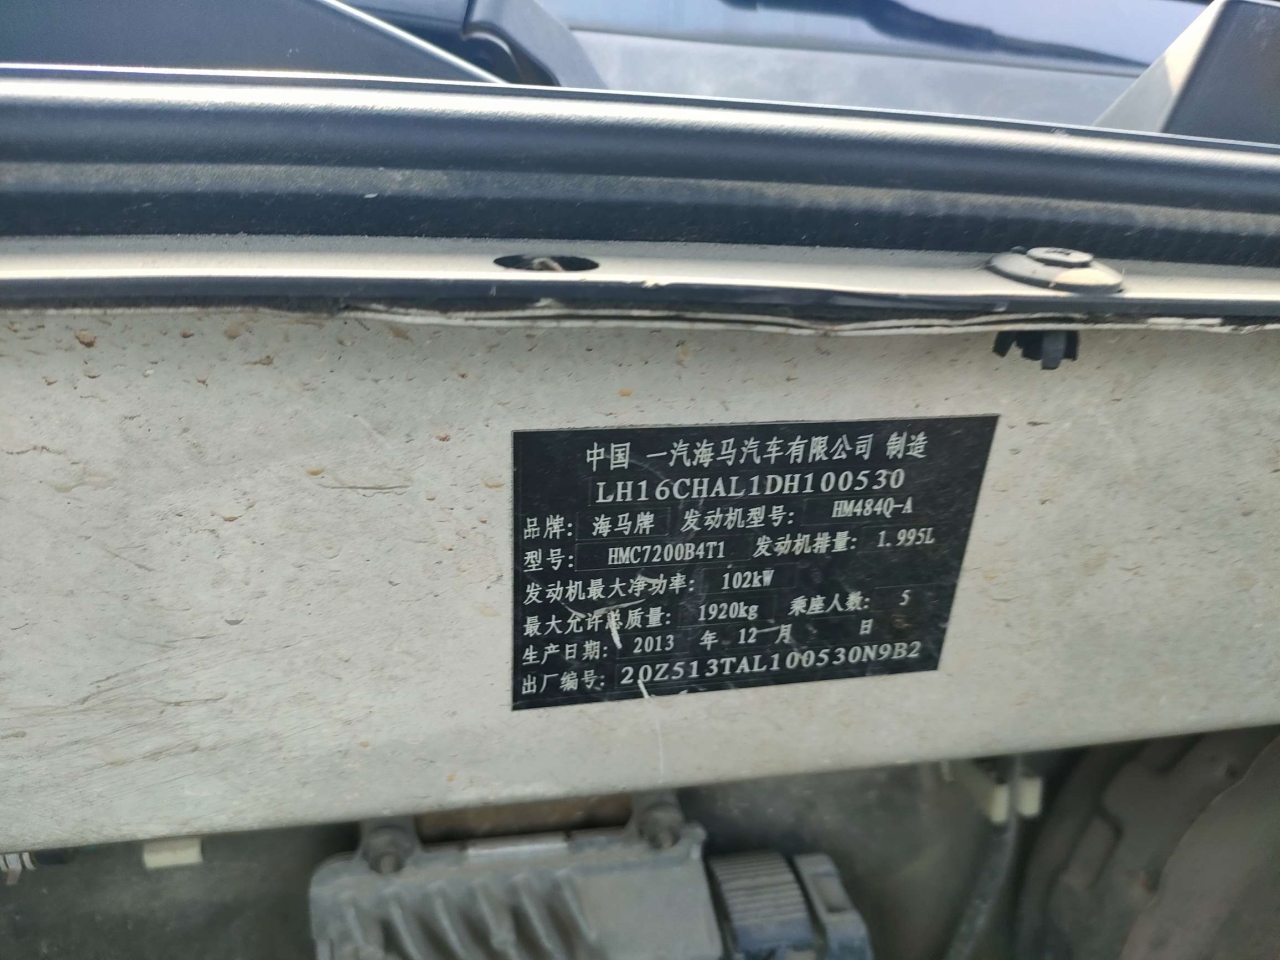 中国 一汽海马汽车有限公司 制造
LH16CHAL1DH100530
品牌: 海马牌 发动机型号: HM484Q-A
型号: HMC7200B4T1 发动机排量: 1.995L
发动机最大净功率: 102kW
最大允许总质量: 1920kg 乘座人数: 5
生产日期: 2013 年 12 月 日
出厂编号: 20Z513TAL100530N9B2